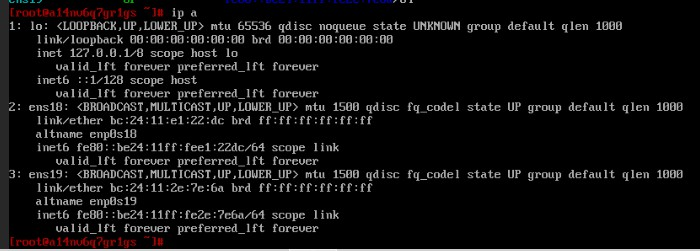 [root@a14nv6q7gr1gs ~]# ip a
1: lo: <LOOPBACK,UP,LOWER_UP> mtu 65536 qdisc noqueue state UNKNOWN group default qlen 1000
link/loopback 00:00:00:00:00:00 brd 00:00:00:00:00:00
inet 127.0.0.1/8 scope host lo
valid_lft forever preferred_lft forever
inet6 ::1/128 scope host
valid_lft forever preferred_lft forever
2: ens18: <BROADCAST,MULTICAST,UP,LOWER_UP> mtu 1500 qdisc fq_codel state UP group default qlen 1000
link/ether bc:24:11:e1:22:dc brd ff:ff:ff:ff:ff:ff
altname enp0s18
inet6 fe80::be24:11ff:fee1:22dc/64 scope link
valid_lft forever preferred_lft forever
3: ens19: <BROADCAST,MULTICAST,UP,LOWER_UP> mtu 1500 qdisc fq_codel state UP group default qlen 1000
link/ether bc:24:11:2e:7e:6a brd ff:ff:ff:ff:ff:ff
altname enp0s19
inet6 fe80::be24:11ff:fe2e:7e6a/64 scope link
valid_lft forever preferred_lft forever
[root@a14nv6q7gr1gs ~]#